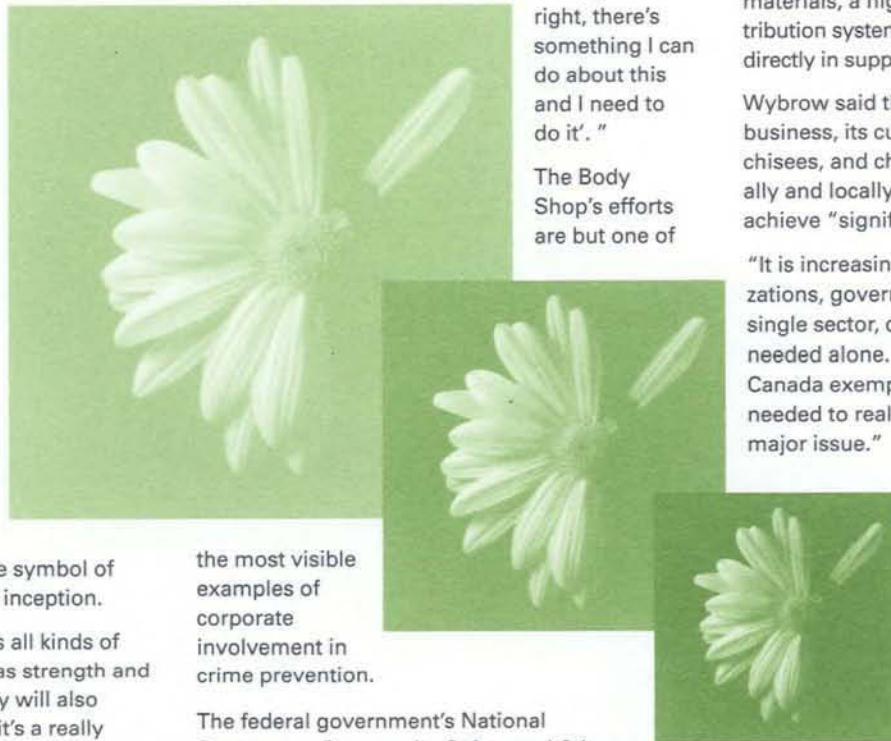 e symbol of
inception.
s all kinds of
as strength and
y will also
it's a really
right, there's
something I can
do about this
and I need to
do it'. "
The Body
Shop's efforts
are but one of
the most visible
examples of
corporate
involvement in
crime prevention.
The federal government's National
materials, a hig
tribution system
directly in supp
Wybrow said t
business, its cu
chisees, and ch
ally and locally
achieve "signif
"It is increasin
zations, govern
single sector, c
needed alone.
Canada exemp
needed to real
major issue."